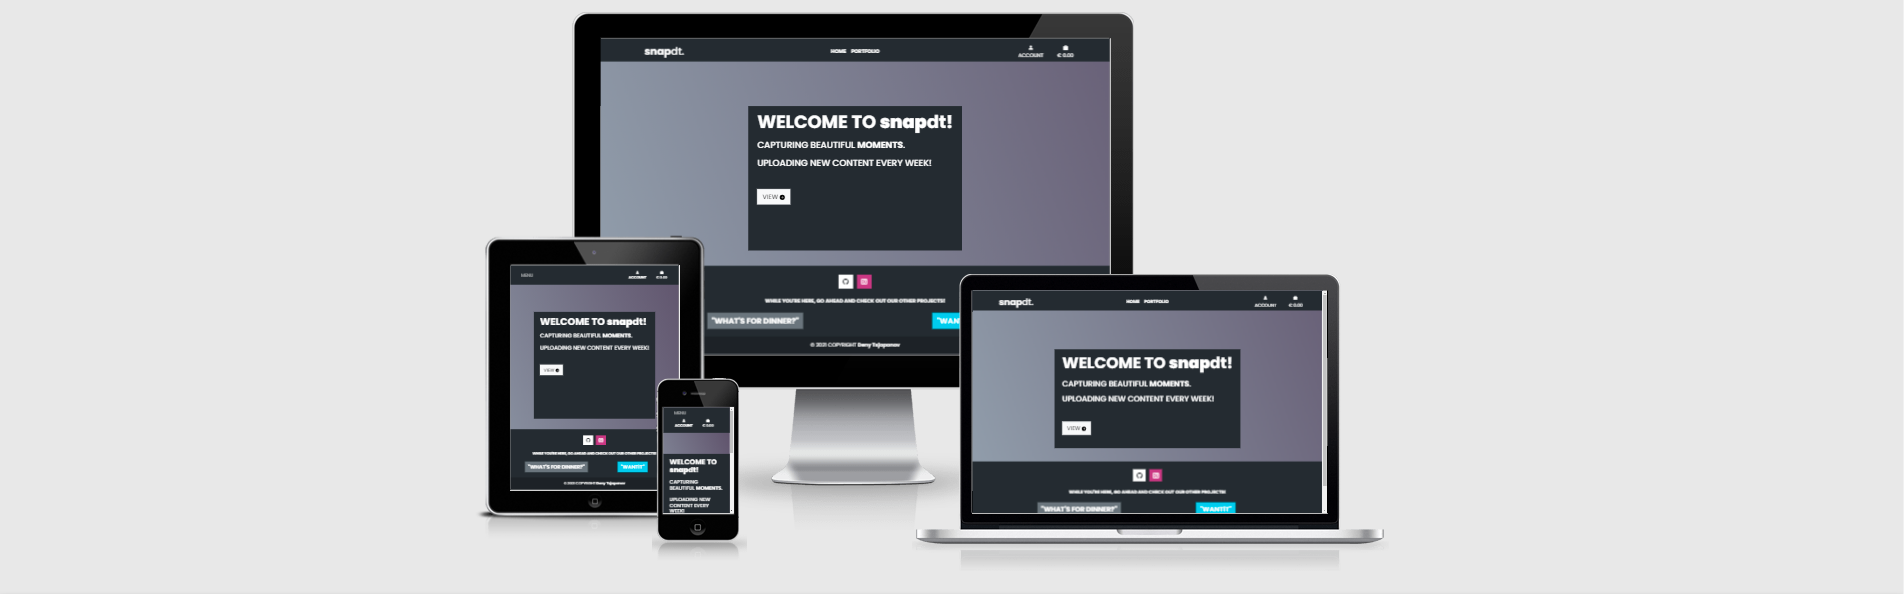 snapdt.
HOME PORTFOLIO
ACCOUNT € 0.00
WELCOME TO snapdt!
CAPTURING BEAUTIFUL MOMENTS.
UPLOADING NEW CONTENT EVERY WEEK!
VIEW
WHILE YOU'RE HERE, GO AHEAD AND CHECK OUT OUR OTHER PROJECTS!
"WHAT'S FOR DINNER?" "WAN
© 2021 COPYRIGHT
MENU
ACCOUNT € 0.00
WELCOME TO snapdt!
CAPTURING BEAUTIFUL MOMENTS.
UPLOADING NEW CONTENT EVERY WEEK!
VIEW
WHILE YOU'RE HERE, GO AHEAD AND CHECK OUT OUR OTHER PROJECTS
"WHAT'S FOR DINNER?" "WANTIT"
© 2021 COPYRIGHT
MENU
ACCOUNT € 0.00
WELCOME TO
snapdt!
CAPTURING
BEAUTIFUL MOMENTS.
UPLOADING NEW
CONTENT EVERY
WEEK!
snapdt.
HOME PORTFOLIO
ACCOUNT € 0.00
WELCOME TO snapdt!
CAPTURING BEAUTIFUL MOMENTS.
UPLOADING NEW CONTENT EVERY WEEK!
VIEW
WHILE YOU'RE HERE, GO AHEAD AND CHECK OUT OUR OTHER PROJECTS!
"WHAT'S FOR DINNER?" "WANTIT"